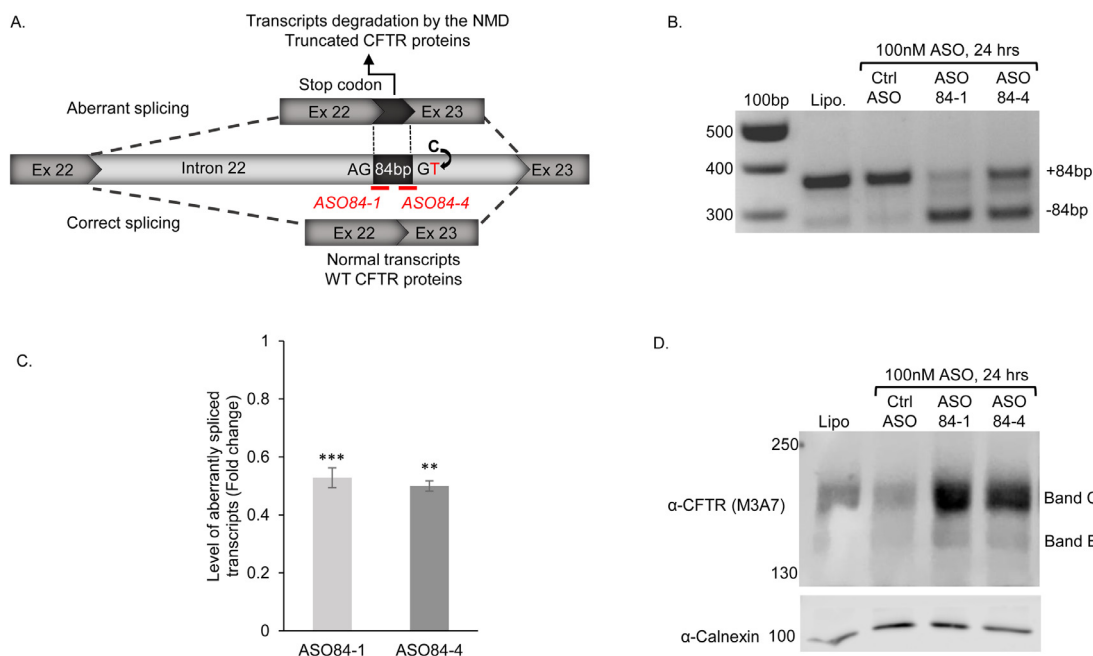 A.
Transcripts degradation by the NMD
Truncated CFTR proteins
Stop codon
Aberrant splicing
Ex 22
Ex 23
Ex 22
Intron 22
AG
84bp
GT
C
Ex 23
ASO84-1
ASO84-4
Correct splicing
Ex 22
Ex 23
Normal transcripts
WT CFTR proteins
B.
100nM ASO, 24 hrs
100bp
Lipo.
Ctrl
ASO
ASO
84-1
ASO
84-4
500
400
300
+84bp
-84bp
C.
Level of aberrantly spliced
transcripts (Fold change)
1
0.8
0.6
0.4
0.2
0
***
**
ASO84-1
ASO84-4
D.
100nM ASO, 24 hrs
Lipo
Ctrl
ASO
ASO
84-1
ASO
84-4
250
α-CFTR (M3A7)
130
Band
Band
α-Calnexin 100